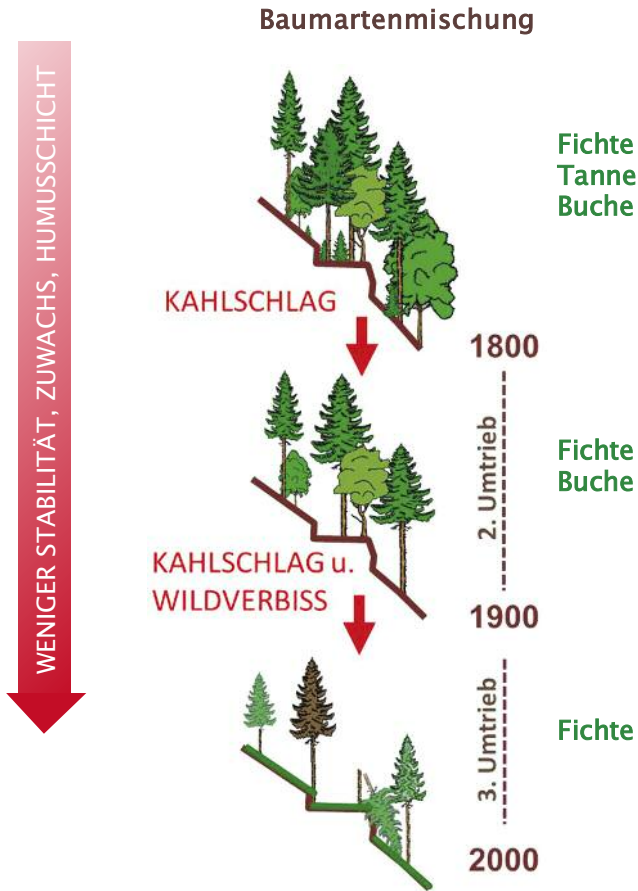 Baumartenmischung
WENIGER STABILITÄT, ZUWACHS, HUMUSSCHICHT
Fichte
Tanne
Buche
KAHLSCHLAG
1800
2. Umtrieb
Fichte
Buche
KAHLSCHLAG u.
WILDVERBISS
1900
3. Umtrieb
Fichte
2000